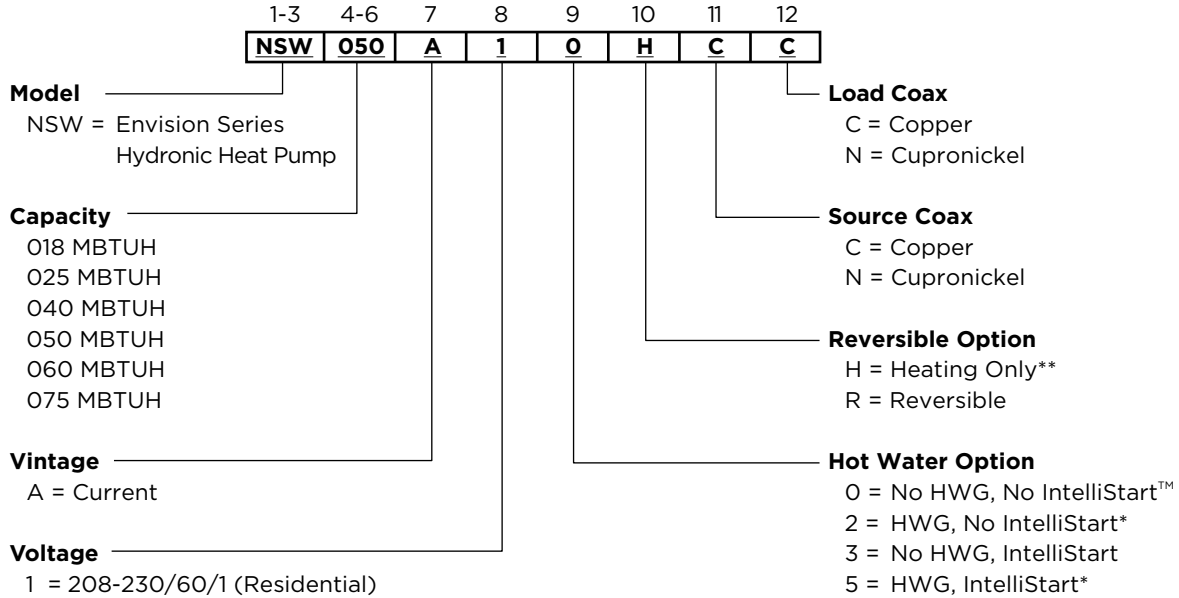 1-3 4-6 7 8 9 10 11 12
NSW 050 A 1 0 H C C
Model
NSW = Envision Series
Hydronic Heat Pump
Capacity
018 MBTUH
025 MBTUH
040 MBTUH
050 MBTUH
060 MBTUH
075 MBTUH
Vintage
A = Current
Voltage
1 = 208-230/60/1 (Residential)
Load Coax
C = Copper
N = Cupronickel
Source Coax
C = Copper
N = Cupronickel
Reversible Option
H = Heating Only**
R = Reversible
Hot Water Option
0 = No HWG, No IntelliStart™
2 = HWG, No IntelliStart*
3 = No HWG, IntelliStart
5 = HWG, IntelliStart*